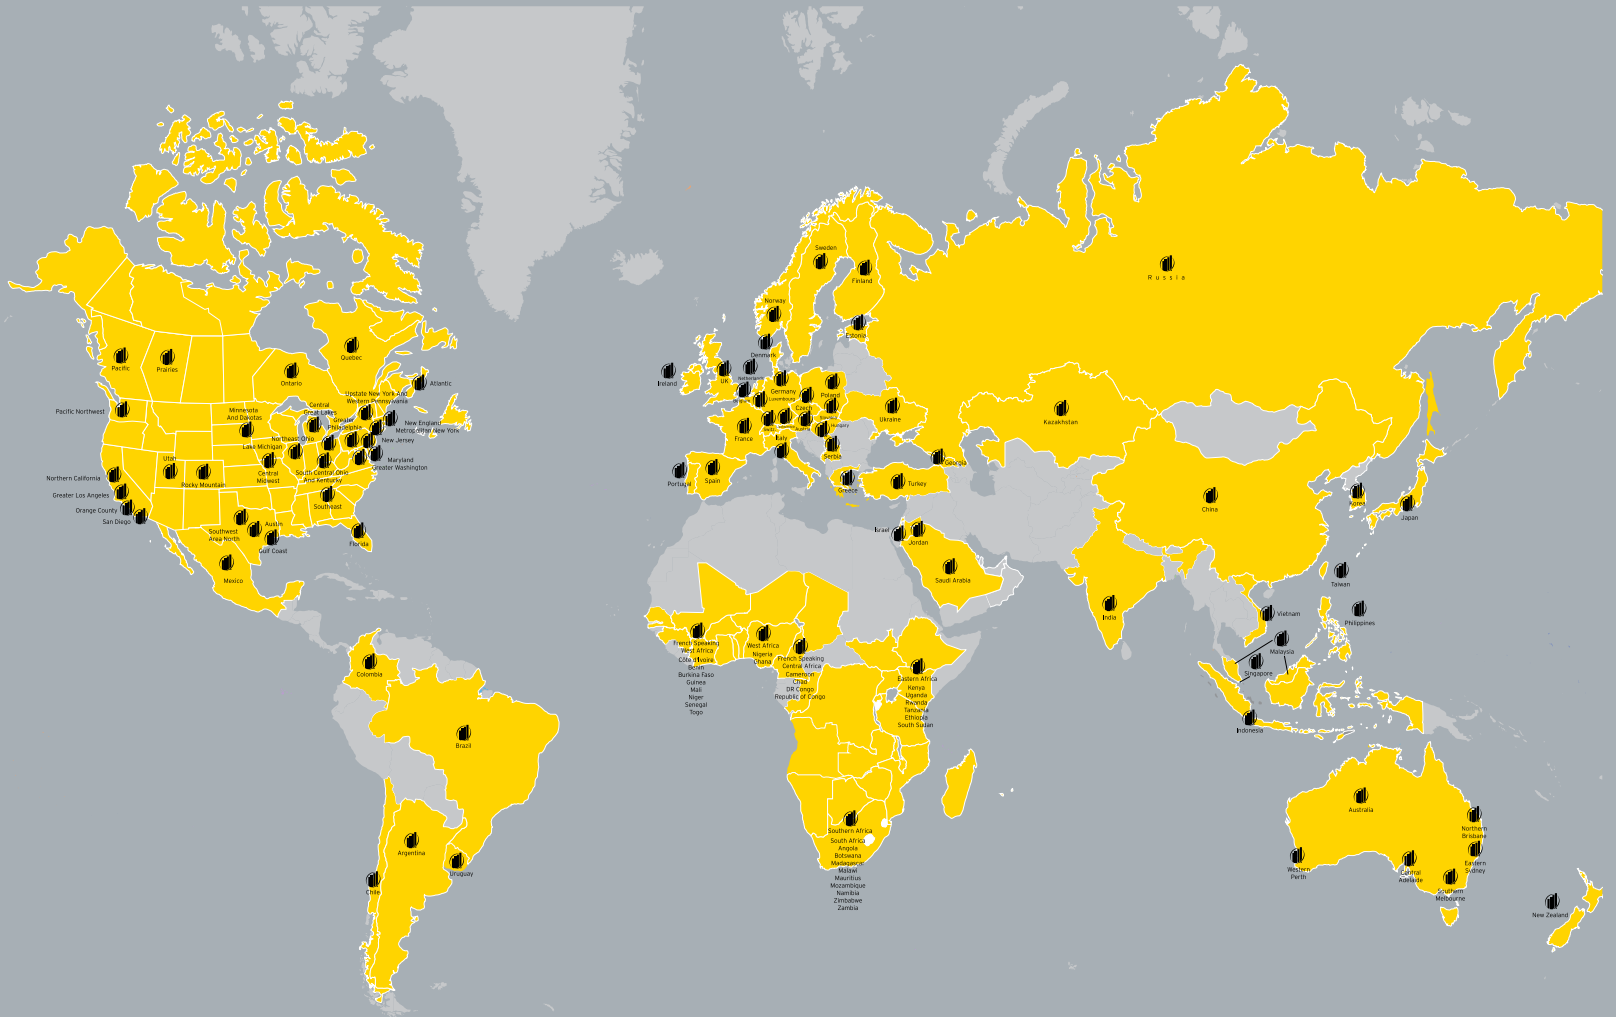 Pacific
Prairies
Ontario
Quebec
Atlantic
Pacific Northwest
Minnesota
And Dakotas
Central
Great Lakes
Upstate New York And
Western Pennsylvania
Greater
Philadelphia
New England
Metropolitan New York
New Jersey
Northeast Ohio
Lake Michigan
Maryland
Greater Washington
Utah
Rocky Mountain
Central
Midwest
South Central Ohio
And Kentucky
Northern California
Greater Los Angeles
Orange County
San Diego
Southeast
Southwest
Area North
Austin
Gulf Coast
Florida
Mexico
Colombia
Brazil
Argentina
Uruguay
Chile
Sweden
Finland
Norway
Estonia
Denmark
Ireland
UK
Netherlands
Belgium
Germany
Luxembourg
Poland
Czech
Slovakia
Ukraine
France
Austria
Hungary
Italy
Serbia
Portugal
Spain
Greece
Turkey
Georgia
Russia
Kazakhstan
China
Korea
Japan
Israel
Jordan
Saudi Arabia
India
Taiwan
Philippines
Vietnam
Malaysia
Singapore
Indonesia
French Speaking
West Africa
Côte d'Ivoire
Benin
Burkina Faso
Guinea
Mali
Niger
Senegal
Togo
West Africa
Nigeria
Ghana
French Speaking
Central Africa
Cameroon
Chad
DR Congo
Republic of Congo
Eastern Africa
Kenya
Uganda
Rwanda
Tanzania
Ethiopia
South Sudan
Southern Africa
South Africa
Angola
Botswana
Madagascar
Malawi
Mauritius
Mozambique
Namibia
Zimbabwe
Zambia
Australia
Northern
Brisbane
Eastern
Sydney
Western
Perth
Central
Adelaide
Southern
Melbourne
New Zealand